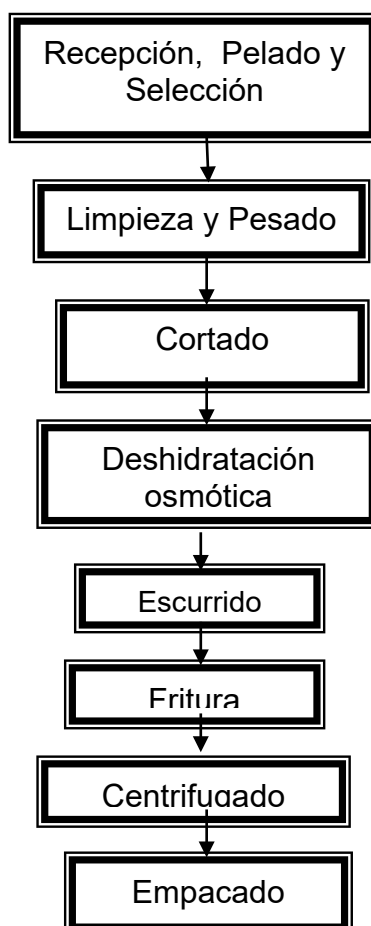 Recepción, Pelado y
Selección
Limpieza y Pesado
Cortado
Deshidratación
osmótica
Escurrido
Fritura
Centrifugado
Empacado